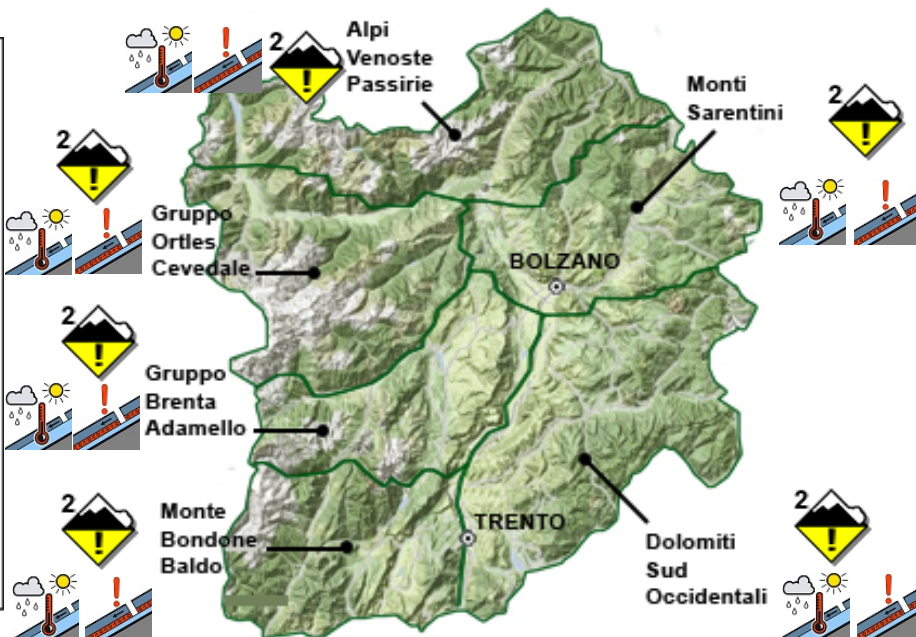 2
Alpi
Venoste
Passirie
Monti
Sarentini
2
2
Gruppo
Ortles
Cevedale
BOLZANO
2
Gruppo
Brenta
Adamello
2
Monte
Bondone
Baldo
TRENTO
2
Dolomiti
Sud
Occidentali